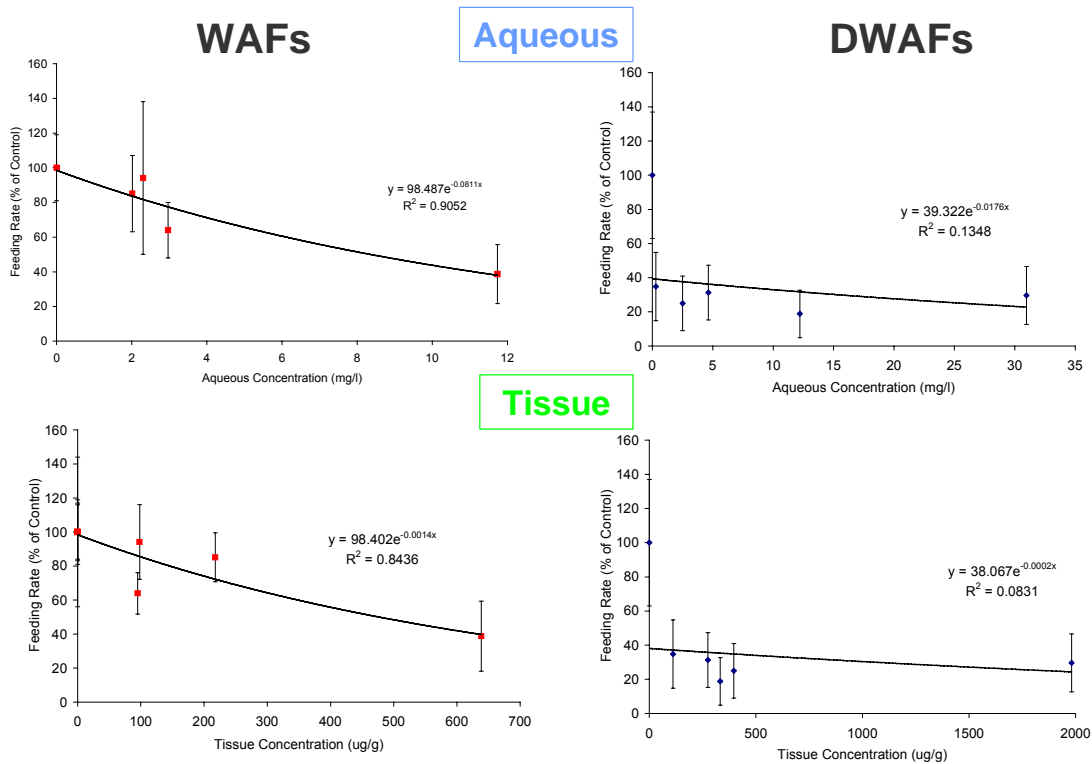 WAFs
Aqueous
DWAFs
160
140
120
100
80
60
40
20
0
Feeding Rate (% of Control)
y = 98.487e^-0.0811x
R² = 0.9052
0 2 4 6 8 10 12
Aqueous Concentration (mg/l)
160
140
120
100
80
60
40
20
0
Feeding Rate (% of Control)
y = 39.322e^-0.0176x
R² = 0.1348
0 5 10 15 20 25 30 35
Aqueous Concentration (mg/l)
Tissue
160
140
120
100
80
60
40
20
0
Feeding Rate (% of Control)
y = 98.402e^-0.0014x
R² = 0.8436
0 100 200 300 400 500 600 700
Tissue Concentration (ug/g)
160
140
120
100
80
60
40
20
0
Feeding Rate (% of Control)
y = 38.067e^-0.0002x
R² = 0.0831
0 500 1000 1500 2000
Tissue Concentration (ug/g)